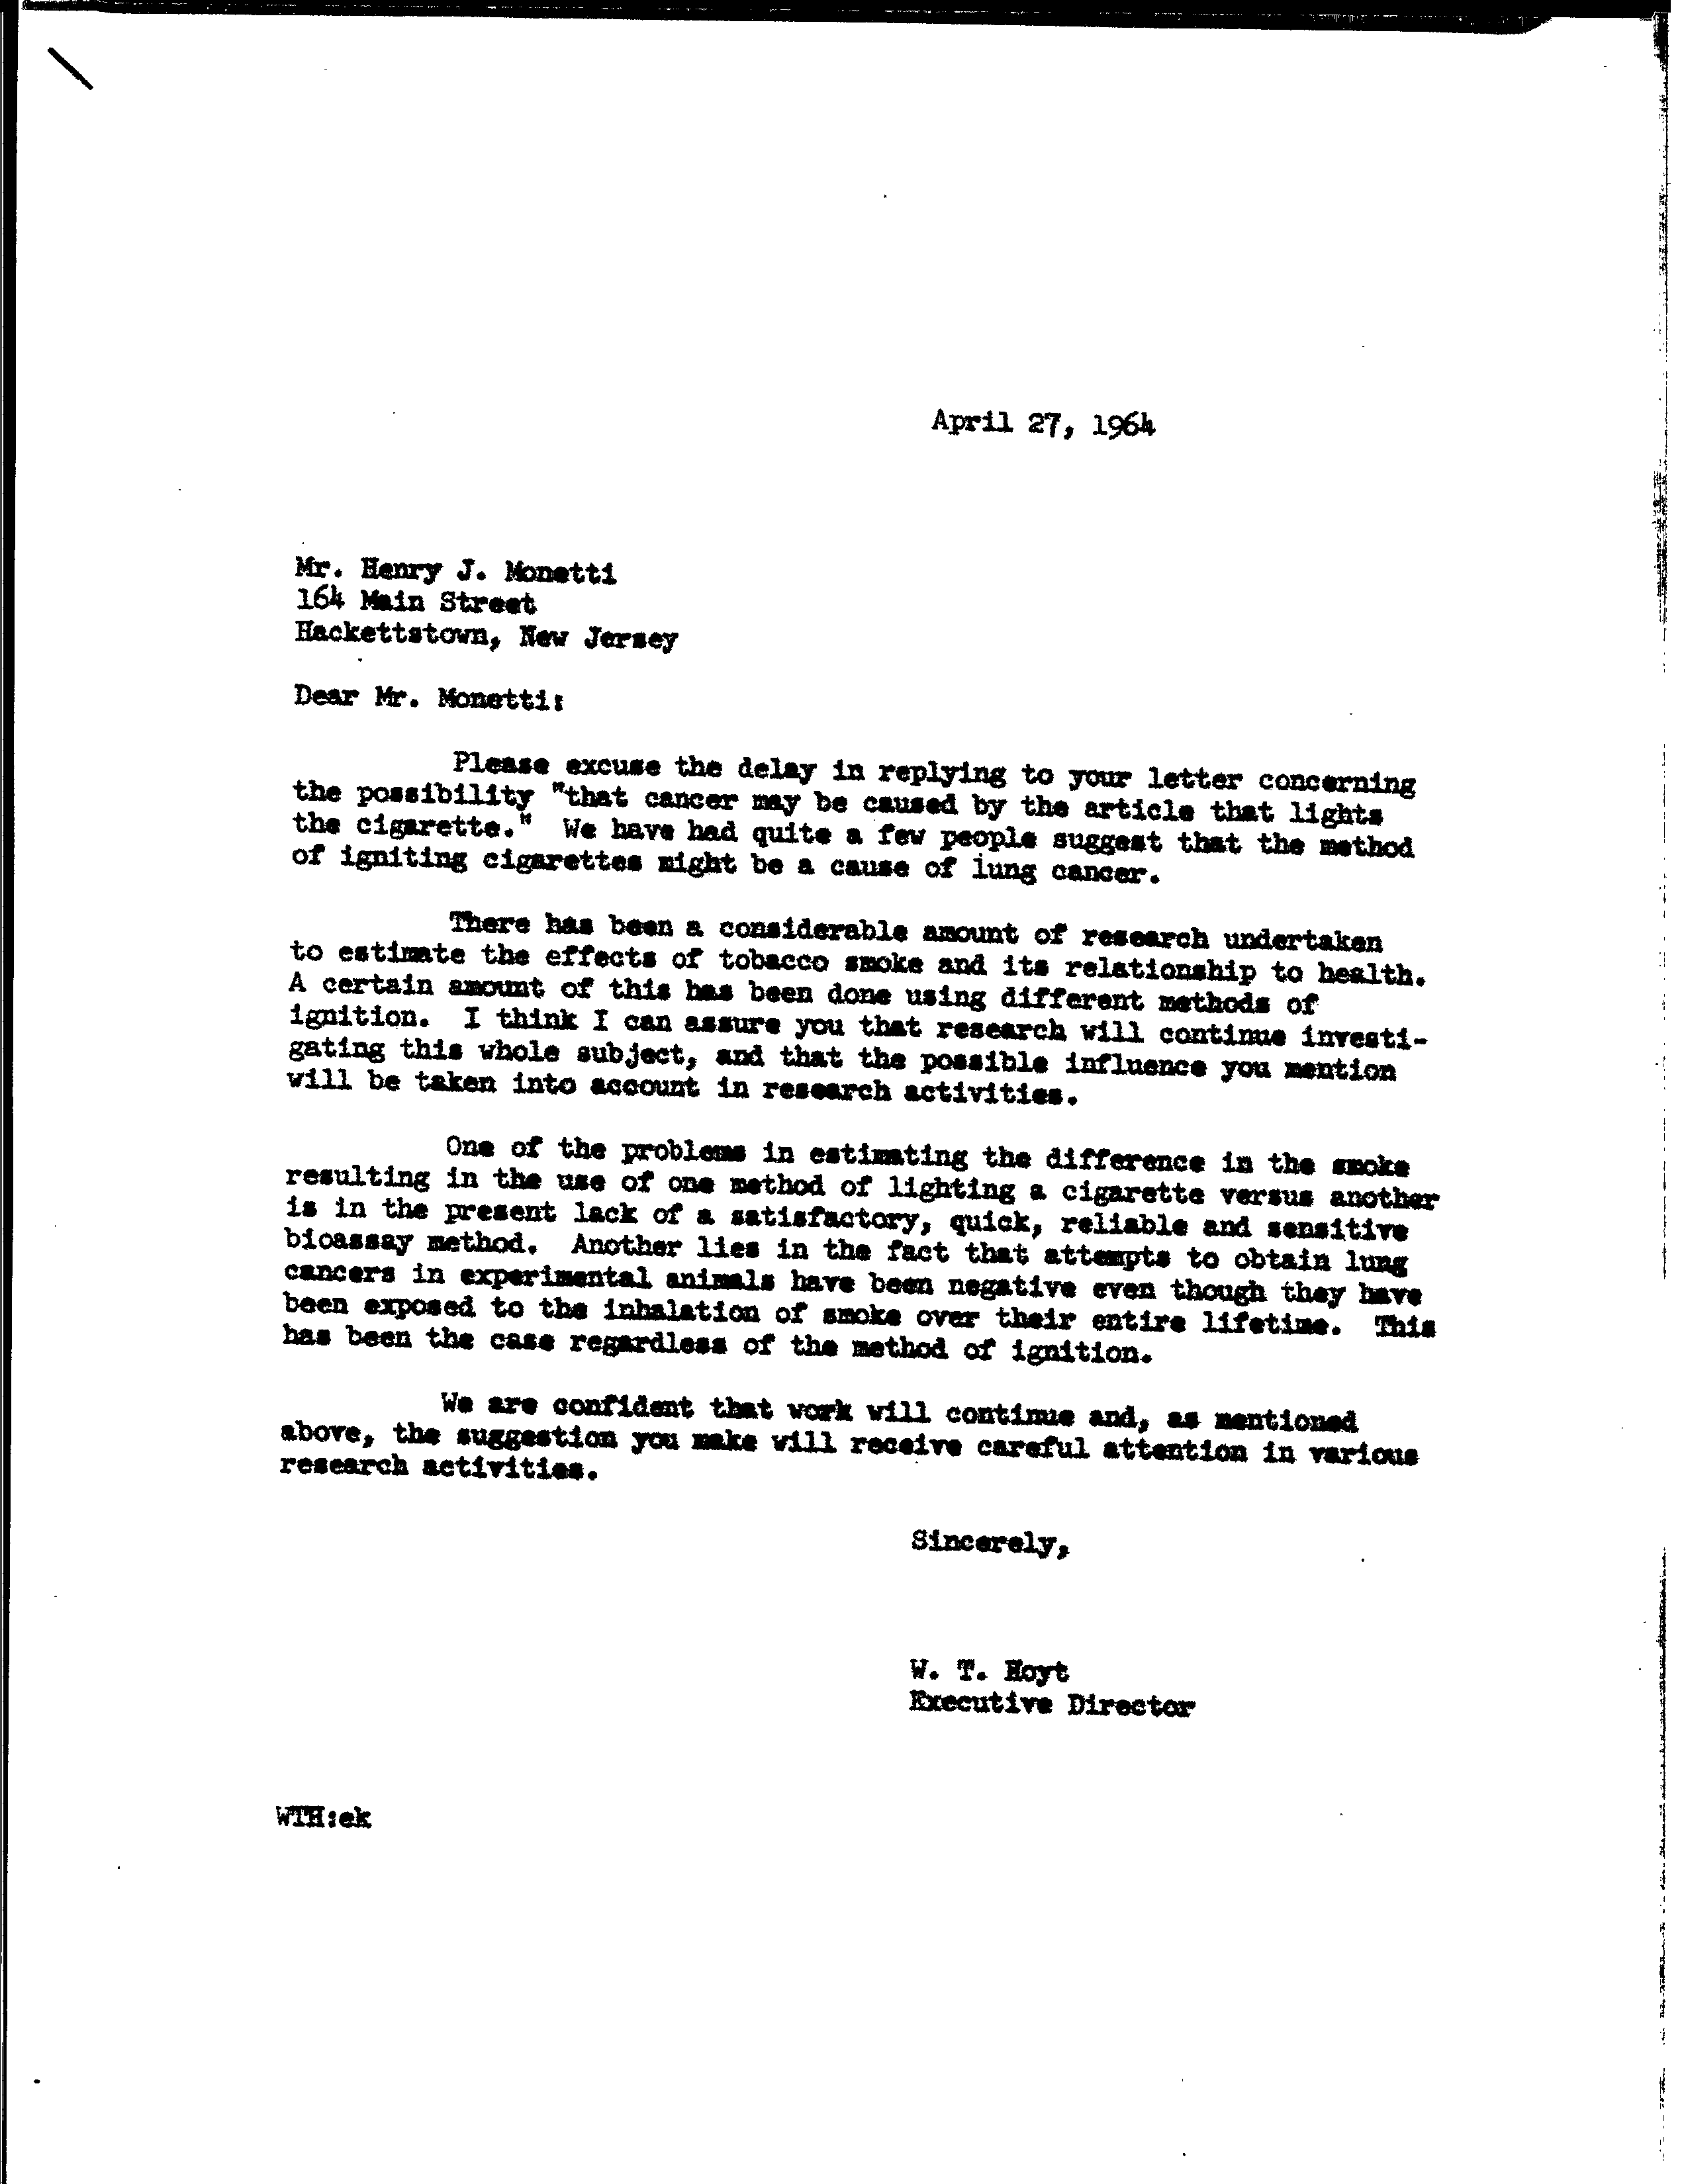 April 27, 1964
Mr. Henry J. Monetti
164 Main Street
Hackettstown, New Jersey
Dear Mr. Monetti:
Please excuse the delay in replying to your letter concerning
the possibility "that cancer may be caused by the article that lights
the cigarette." We have had quite a few people suggest that the method
of igniting cigarettes might be a cause of lung cancer.
There has been a considerable amount of research undertaken
to estimate the effects of tobacco smoke and its relationship to health.
A certain amount of this has been done using different methods of
ignition. I think I can assure you that research will continue investi-
gating this whole subject, and that the possible influence you mention
will be taken into account in research activities.
One of the problems in estimating the difference in the smoke
resulting in the use of one method of lighting a cigarette versus another
is in the present lack of a satisfactory, quick, reliable and sensitive
bioassay method. Another lies in the fact that attempts to obtain lung
cancers in experimental animals have been negative even though they have
been exposed to the inhalation of smoke over their entire lifetime. This
has been the case regardless of the method of ignition.
We are confident that work will continue and, as mentioned
above, the suggestion you make will receive careful attention in various
research activities.
Sincerely,
W. T. Hoyt
Executive Director
WTH:ek